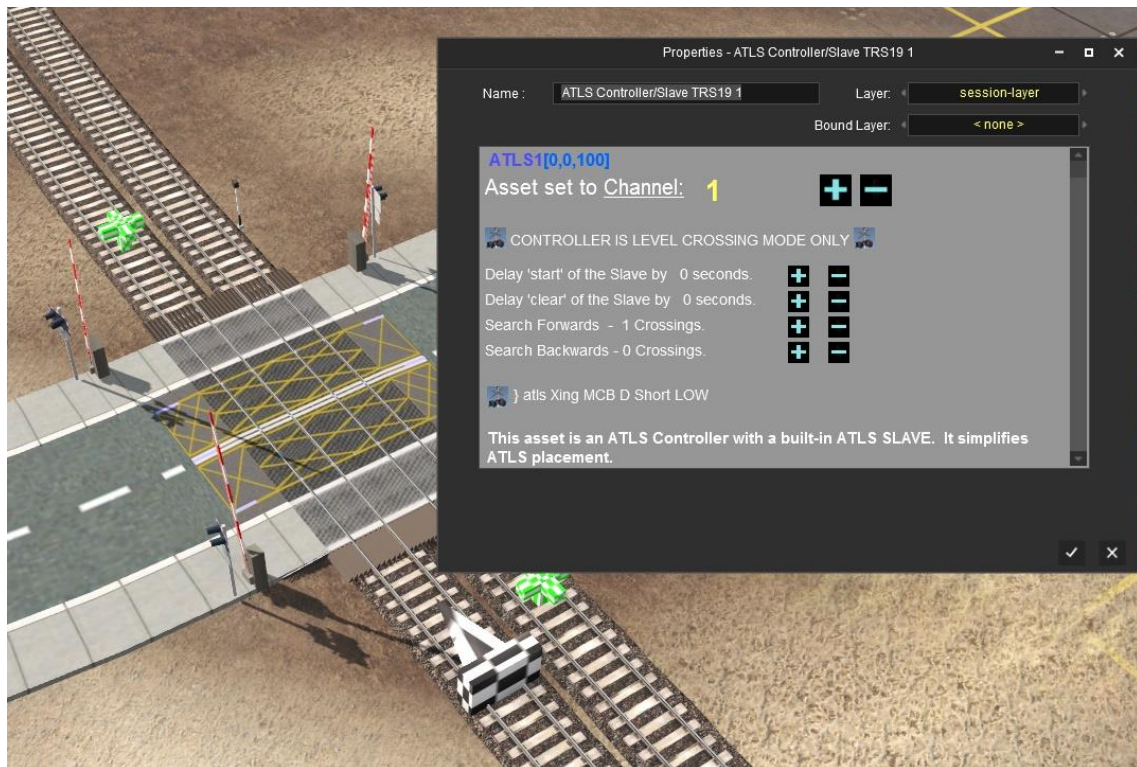 Properties - ATLS Controller/Slave TRS19 1
Name : ATLS Controller/Slave TRS19 1 Layer: session-layer
Bound Layer: < none >
ATLS1[0,0,100]
Asset set to Channel: 1
CONTROLLER IS LEVEL CROSSING MODE ONLY
Delay 'start' of the Slave by 0 seconds.
Delay 'clear' of the Slave by 0 seconds.
Search Forwards - 1 Crossings.
Search Backwards - 0 Crossings.
} atls Xing MCB D Short LOW
This asset is an ATLS Controller with a built-in ATLS SLAVE. It simplifies
ATLS placement.